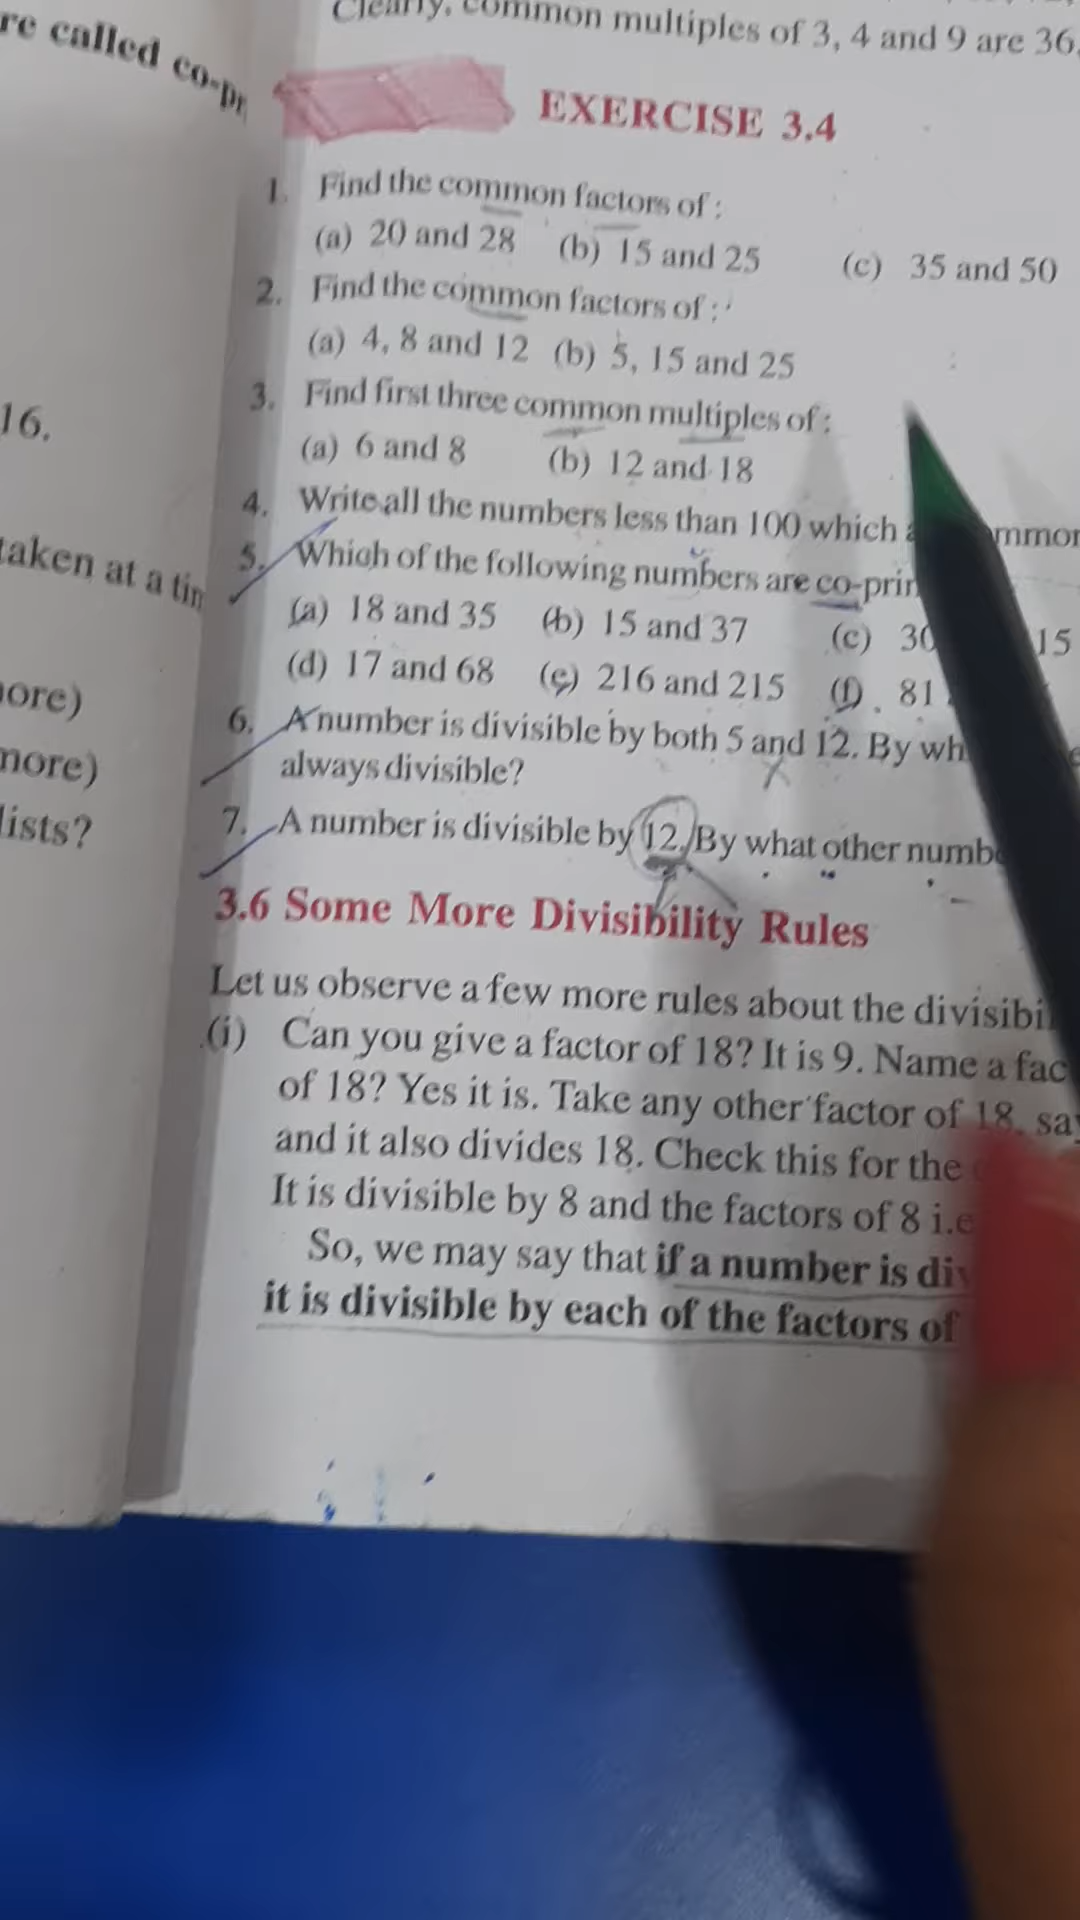 re called co-pr
16.
taken at a tim
more)
more)
lists?
Clearly, common multiples of 3, 4 and 9 are 36,
EXERCISE 3.4
1. Find the common factors of :
(a) 20 and 28 (b) 15 and 25 (c) 35 and 50
2. Find the common factors of :
(a) 4, 8 and 12 (b) 5, 15 and 25
3. Find first three common multiples of :
(a) 6 and 8 (b) 12 and 18
4. Write all the numbers less than 100 which
5. Which of the following numbers are co-prim
(a) 18 and 35 (b) 15 and 37 (c) 30 15
(d) 17 and 68 (e) 216 and 215 (f) 81
6. A number is divisible by both 5 and 12. By wh
always divisible?
7. A number is divisible by 12. By what other numbe
3.6 Some More Divisibility Rules
Let us observe a few more rules about the divisibil
(i) Can you give a factor of 18? It is 9. Name a fac
of 18? Yes it is. Take any other factor of 18, say
and it also divides 18. Check this for the
It is divisible by 8 and the factors of 8 i.e
So, we may say that if a number is div
it is divisible by each of the factors of